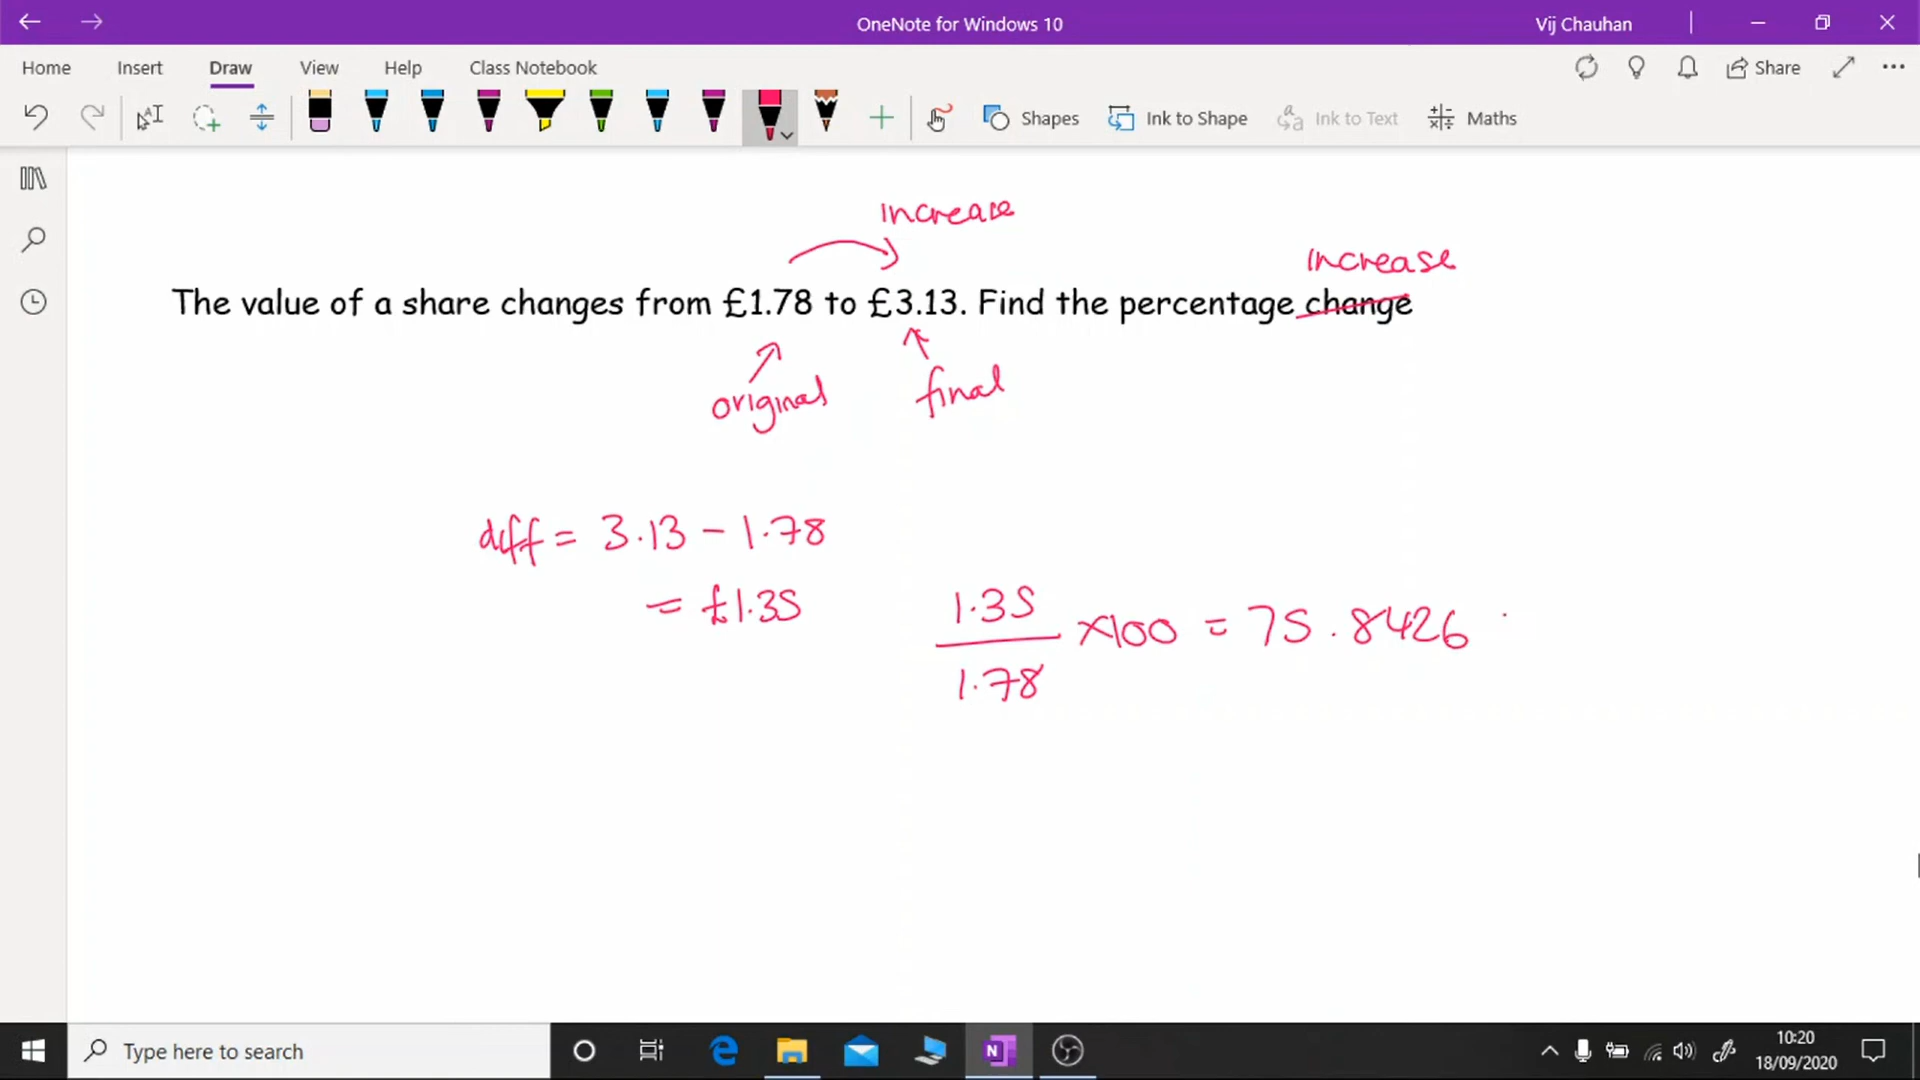 OneNote for Windows 10
Vij Chauhan
Home Insert Draw View Help Class Notebook
Share
Shapes Ink to Shape Ink to Text Maths
increase
increase
The value of a share changes from £1.78 to £3.13. Find the percentage change
original
final
diff = 3.13 - 1.78
= £1.35
1.35
× 100 = 75.8426
1.78
Type here to search
10:20
18/09/2020